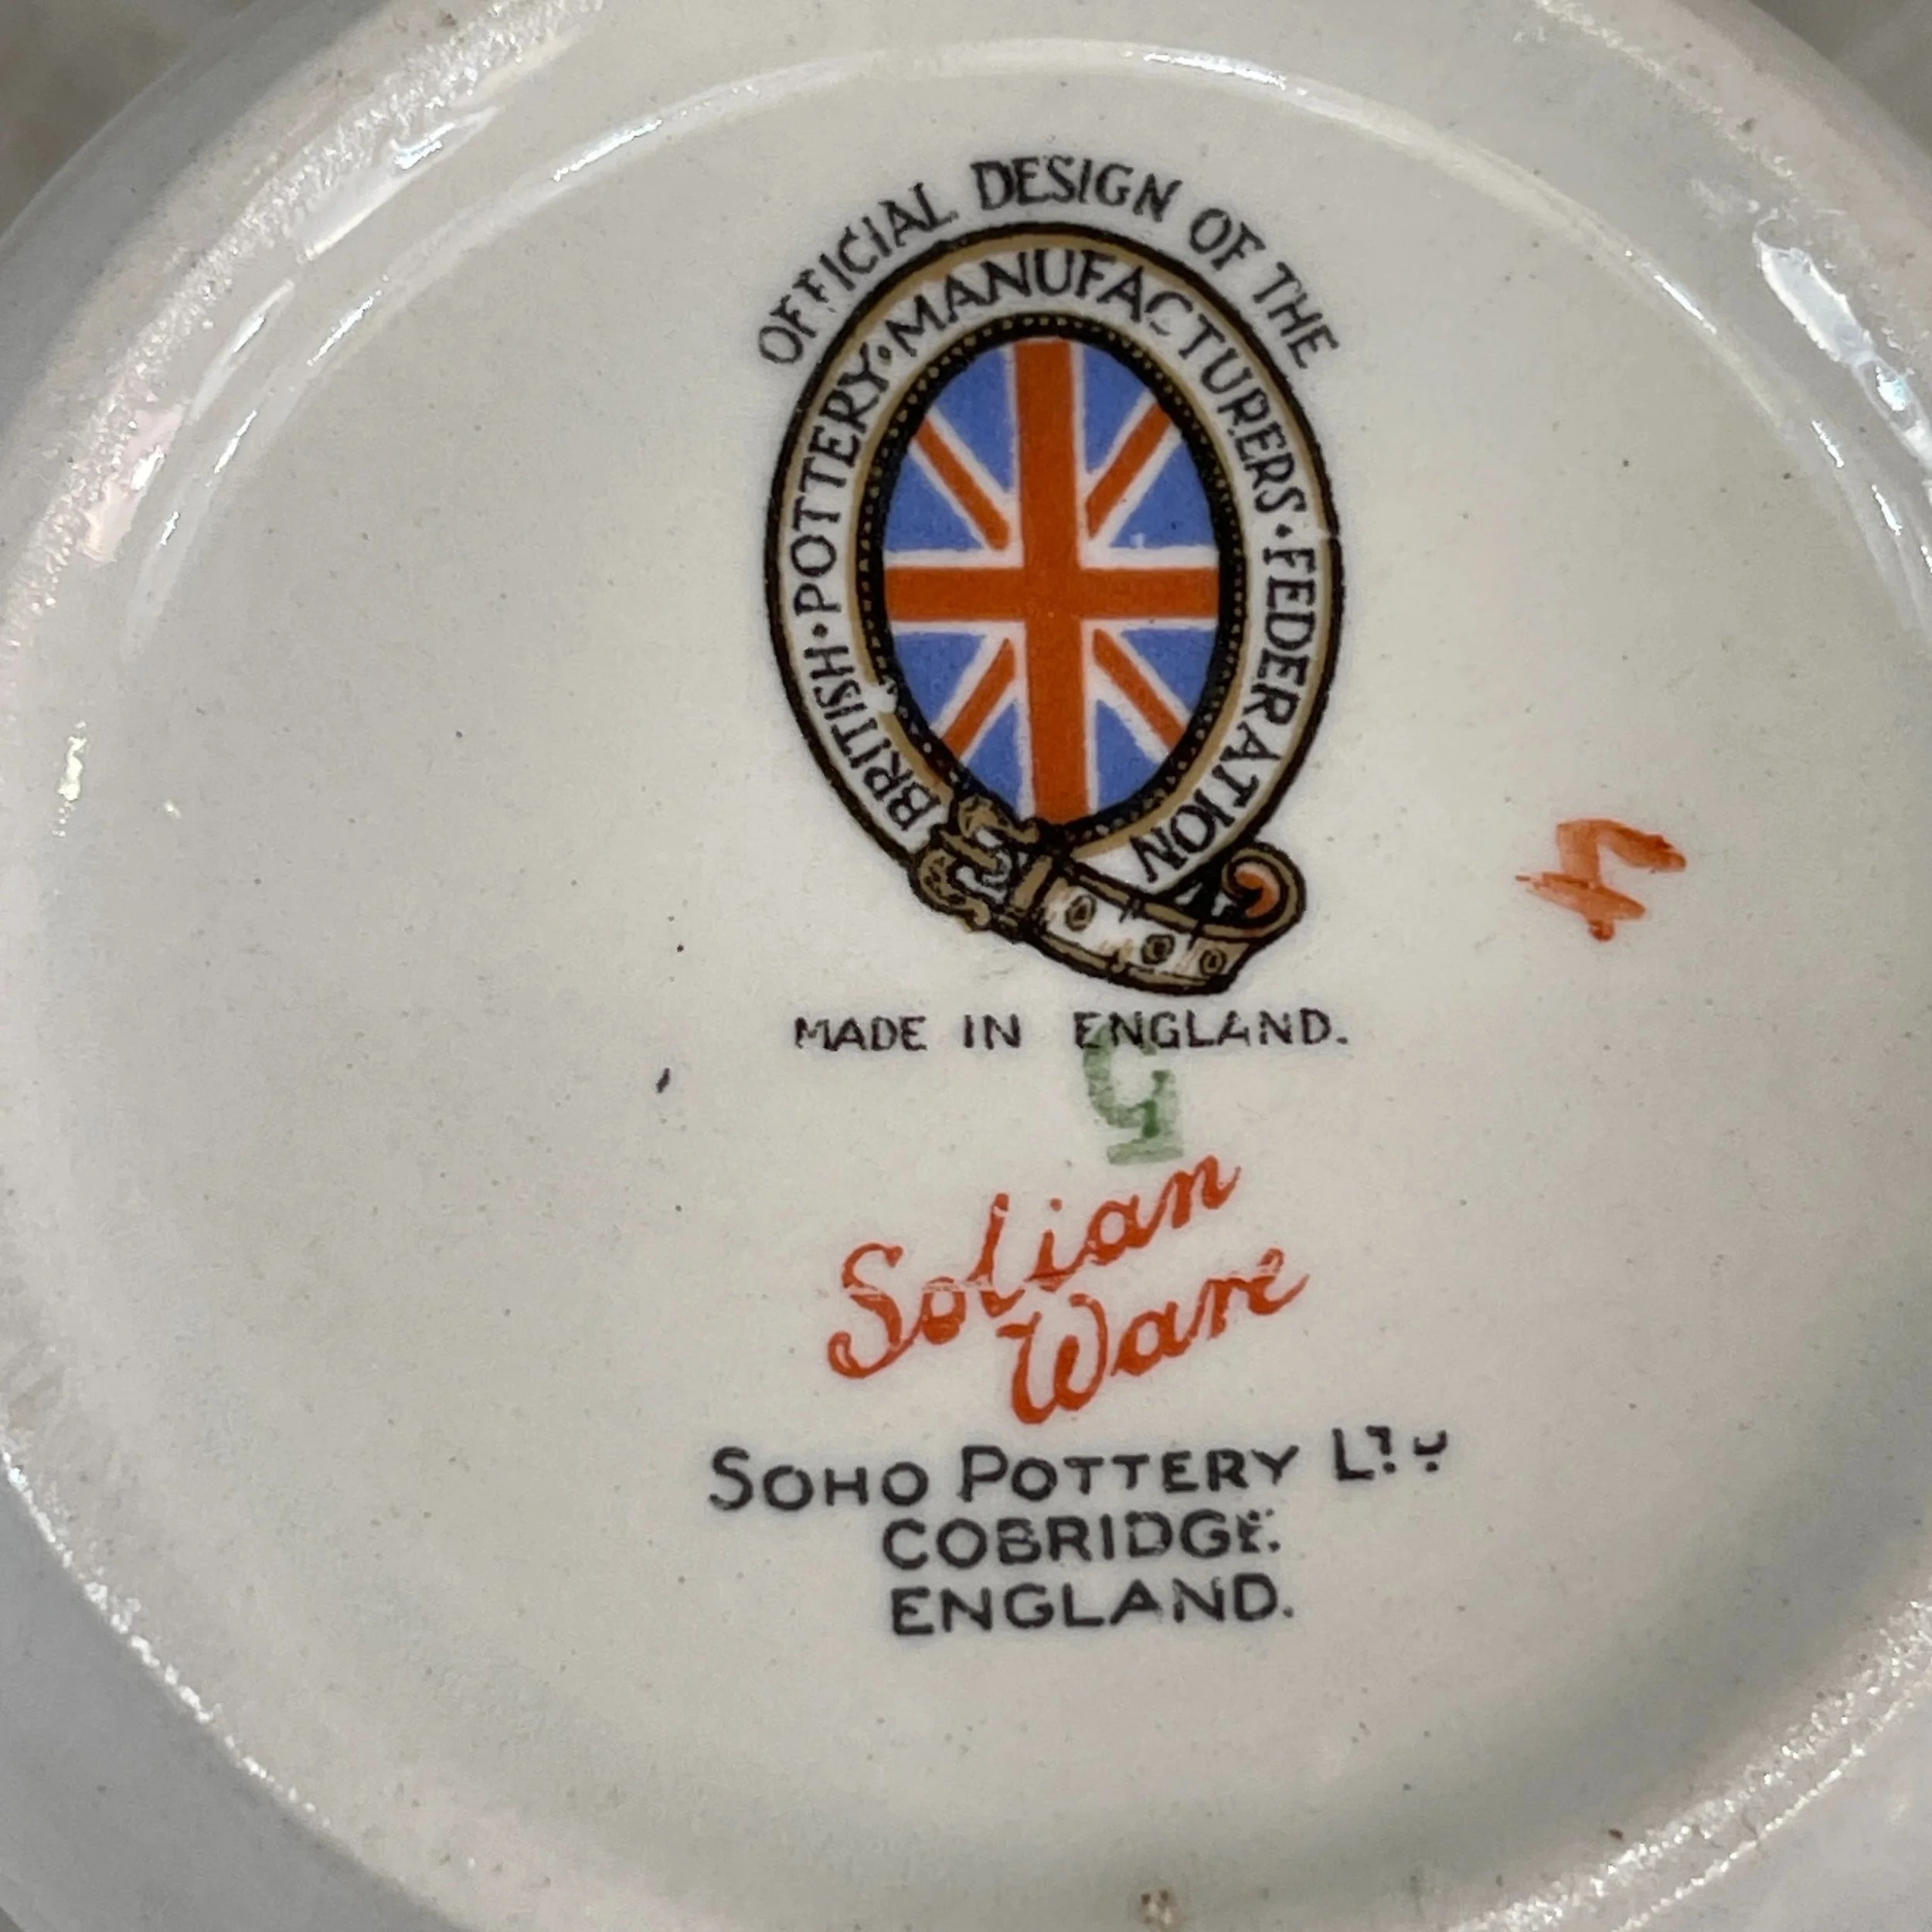 OFFICIAL DESIGN OF THE
BRITISH · POTTERY · MANUFACTURERS · FEDERATION
MADE IN ENGLAND.
5
Solian
Ware
SOHO POTTERY LTD
COBRIDGE.
ENGLAND.